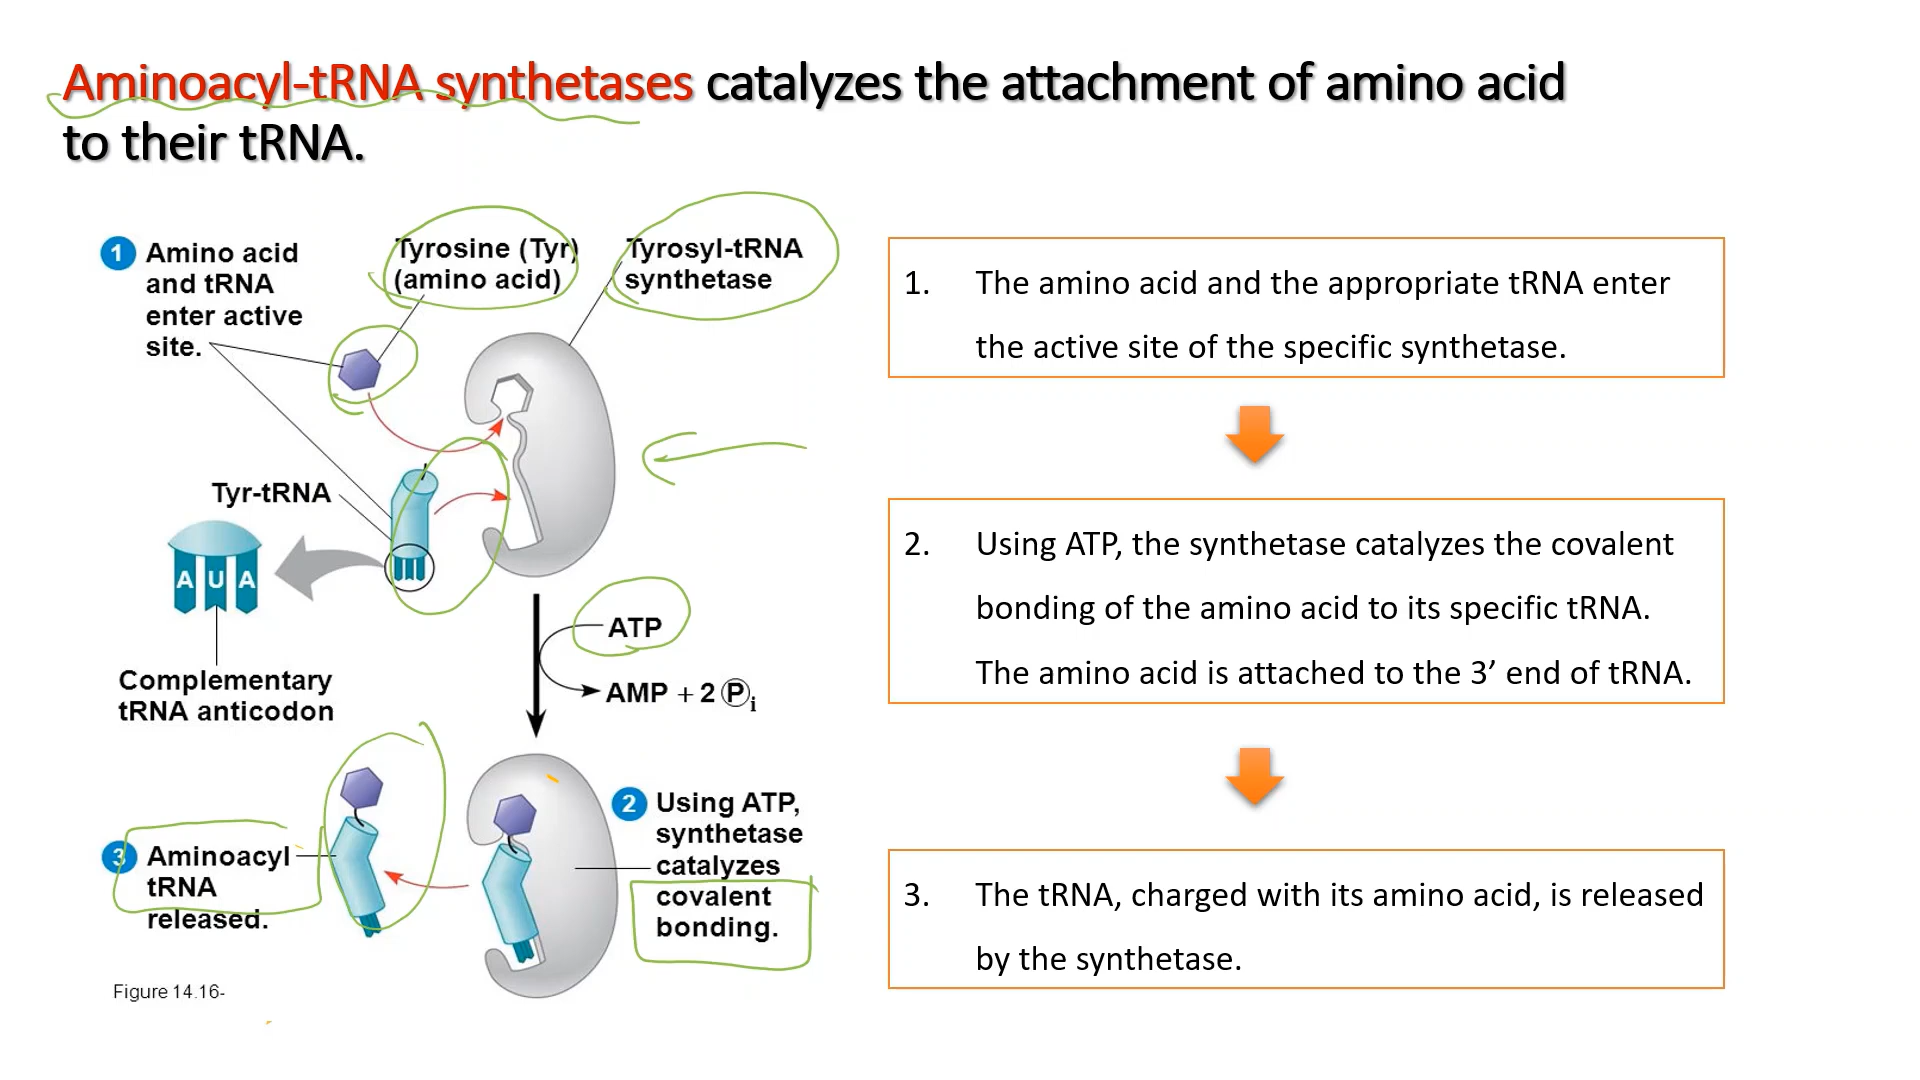 Aminoacyl-tRNA synthetases catalyzes the attachment of amino acid
to their tRNA.
1 Amino acid
and tRNA
enter active
site.
Tyrosine (Tyr)
(amino acid)
Tyrosyl-tRNA
synthetase
Tyr-tRNA
A U A
Complementary
tRNA anticodon
ATP
AMP + 2 Pi
2 Using ATP,
synthetase
catalyzes
covalent
bonding.
3 Aminoacyl
tRNA
released.
Figure 14.16-
1. The amino acid and the appropriate tRNA enter
the active site of the specific synthetase.
2. Using ATP, the synthetase catalyzes the covalent
bonding of the amino acid to its specific tRNA.
The amino acid is attached to the 3’ end of tRNA.
3. The tRNA, charged with its amino acid, is released
by the synthetase.